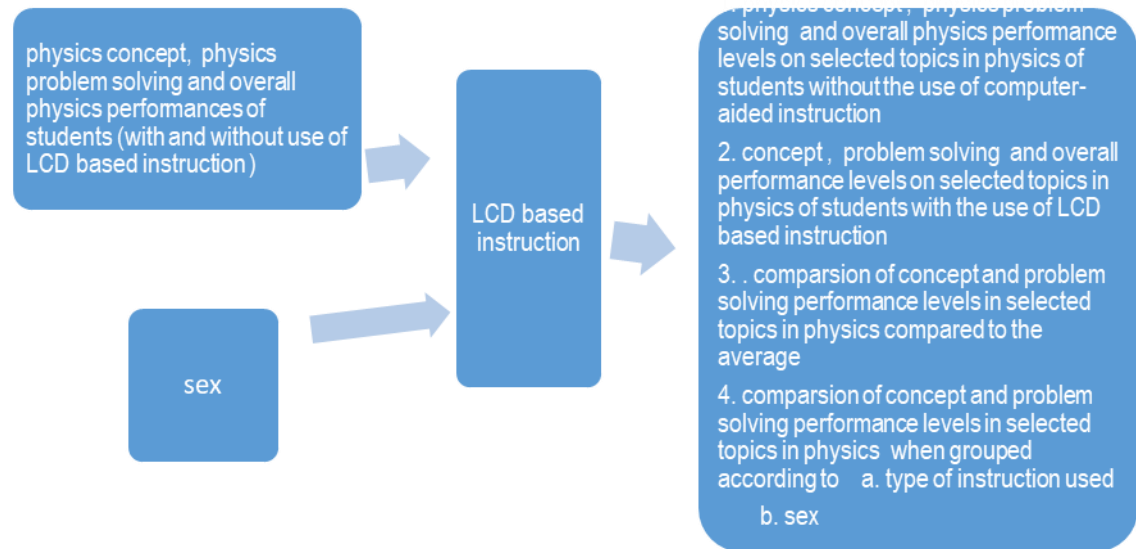 physics concept, physics
problem solving and overall
physics performances of
students (with and without use of
LCD based instruction )
sex
LCD based
instruction
1. physics concept , physics problem
solving and overall physics performance
levels on selected topics in physics of
students without the use of computer-
aided instruction
2. concept , problem solving and overall
performance levels on selected topics in
physics of students with the use of LCD
based instruction
3. . comparsion of concept and problem
solving performance levels in selected
topics in physics compared to the
average
4. comparsion of concept and problem
solving performance levels in selected
topics in physics when grouped
according to a. type of instruction used
b. sex